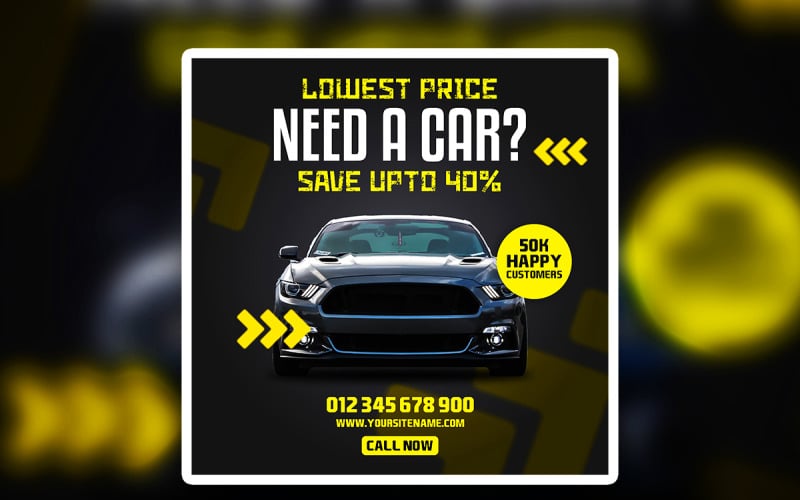 LOWEST PRICE
NEED A CAR?
SAVE UPTO 40%
50K
HAPPY
CUSTOMERS
012 345 678 900
WWW.YOURSITENAME.COM
CALL NOW